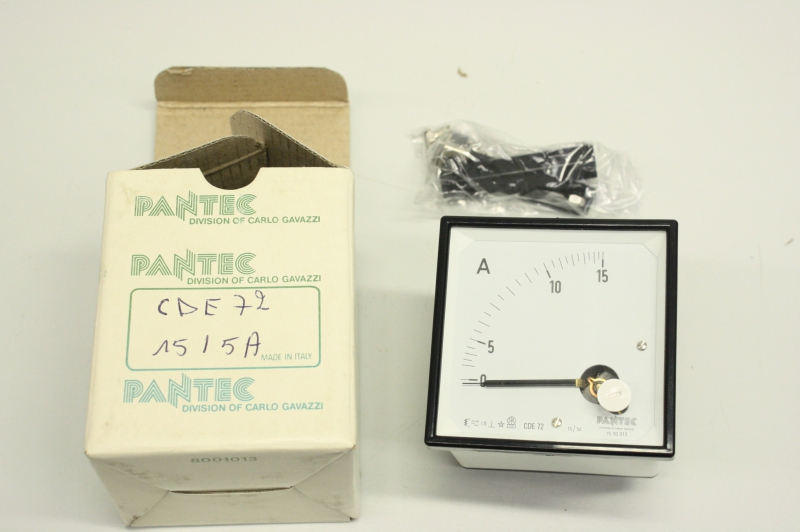 PANTEC
DIVISION OF CARLO GAVAZZI
PANTEC
DIVISION OF CARLO GAVAZZI
CDE 72
15/5A
MADE IN ITALY
PANTEC
DIVISION OF CARLO GAVAZZI
8001013
A
0
5
10
15
CDE 72
PANTEC